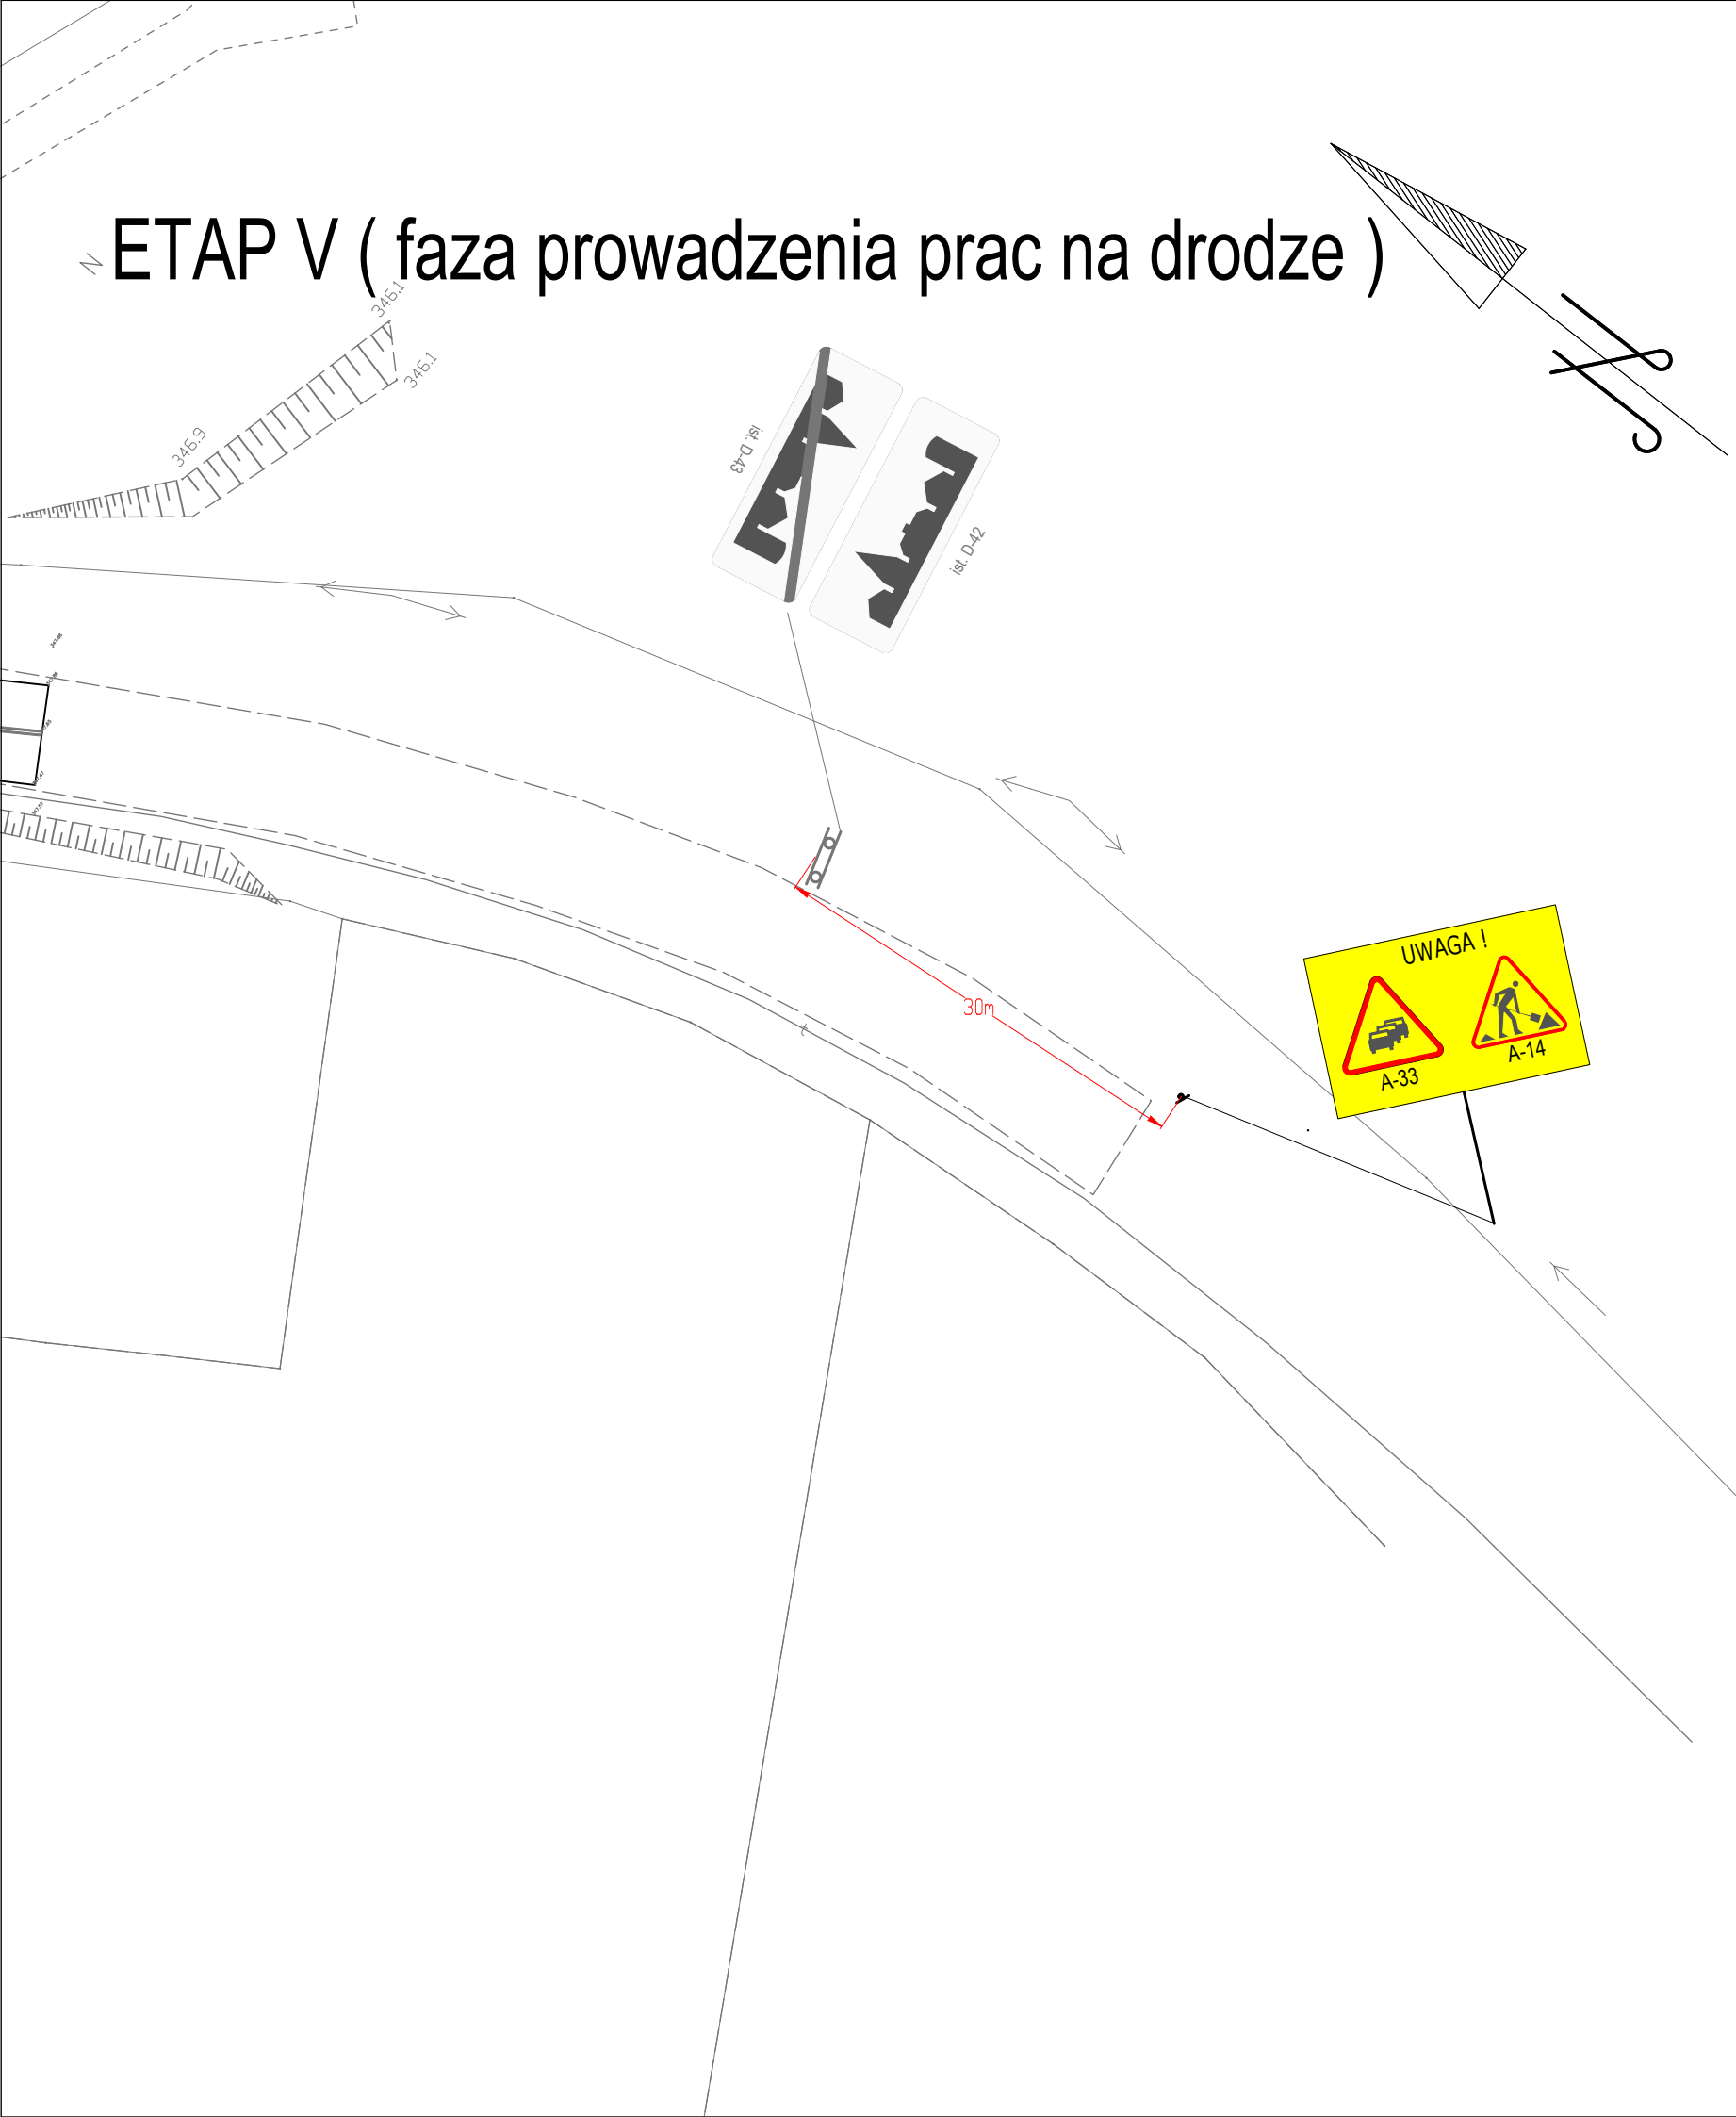 ETAP V ( faza prowadzenia prac na drodze )
N
346.1
346.1
346.9
ist. D-43
ist. D-42
30m
UWAGA !
A-33
A-14